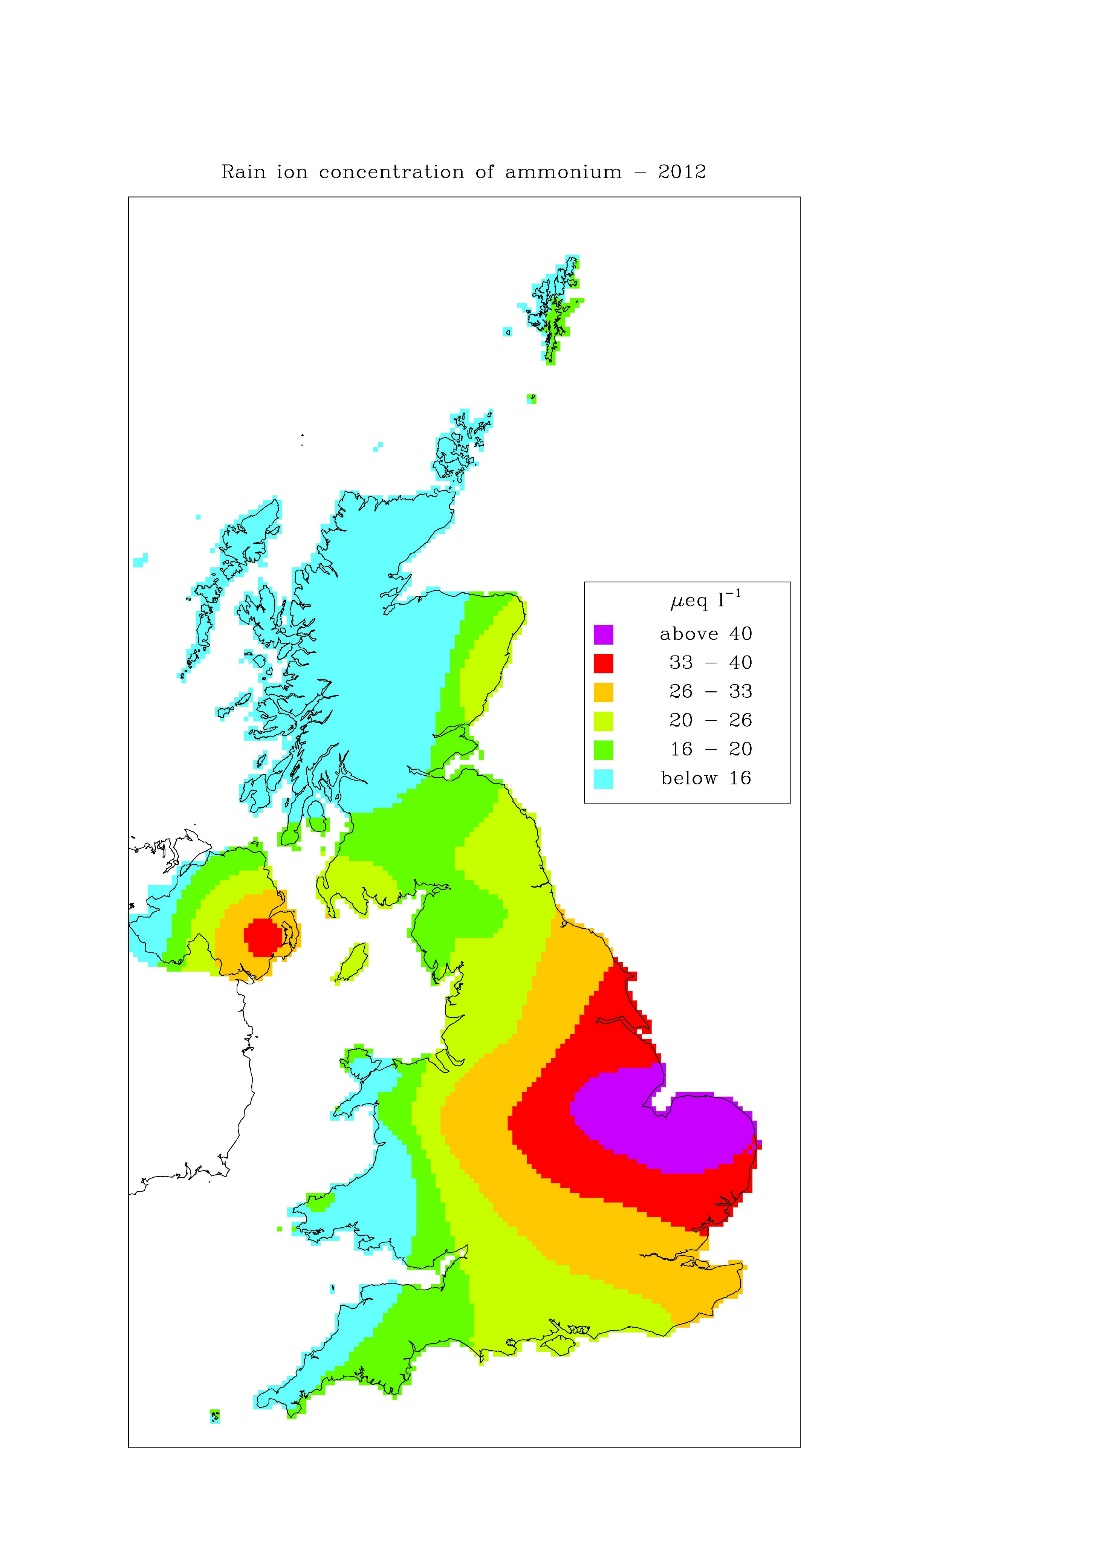 Rain ion concentration of ammonium − 2012
μeq l⁻¹
above 40
33 − 40
26 − 33
20 − 26
16 − 20
below 16